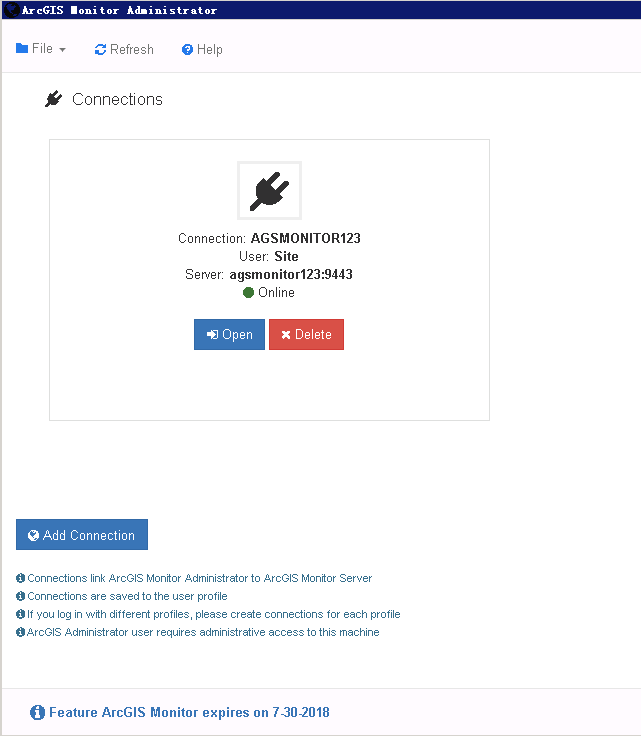 ArcGIS Monitor Administrator
File Refresh Help
Connections
Connection: AGSMONITOR123
User: Site
Server: agsmonitor123:9443
Online
Open Delete
Add Connection
Connections link ArcGIS Monitor Administrator to ArcGIS Monitor Server
Connections are saved to the user profile
If you log in with different profiles, please create connections for each profile
ArcGIS Administrator user requires administrative access to this machine
Feature ArcGIS Monitor expires on 7-30-2018